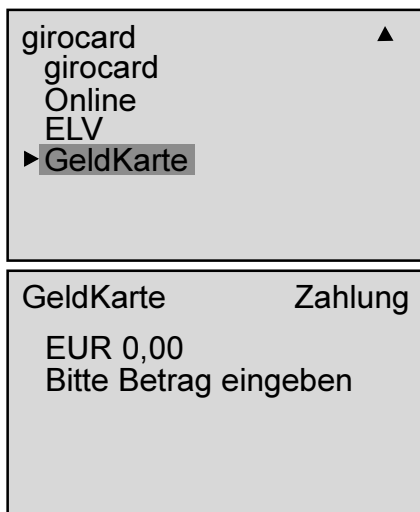 girocard
girocard
Online
ELV
GeldKarte
GeldKarte Zahlung
EUR 0,00
Bitte Betrag eingeben